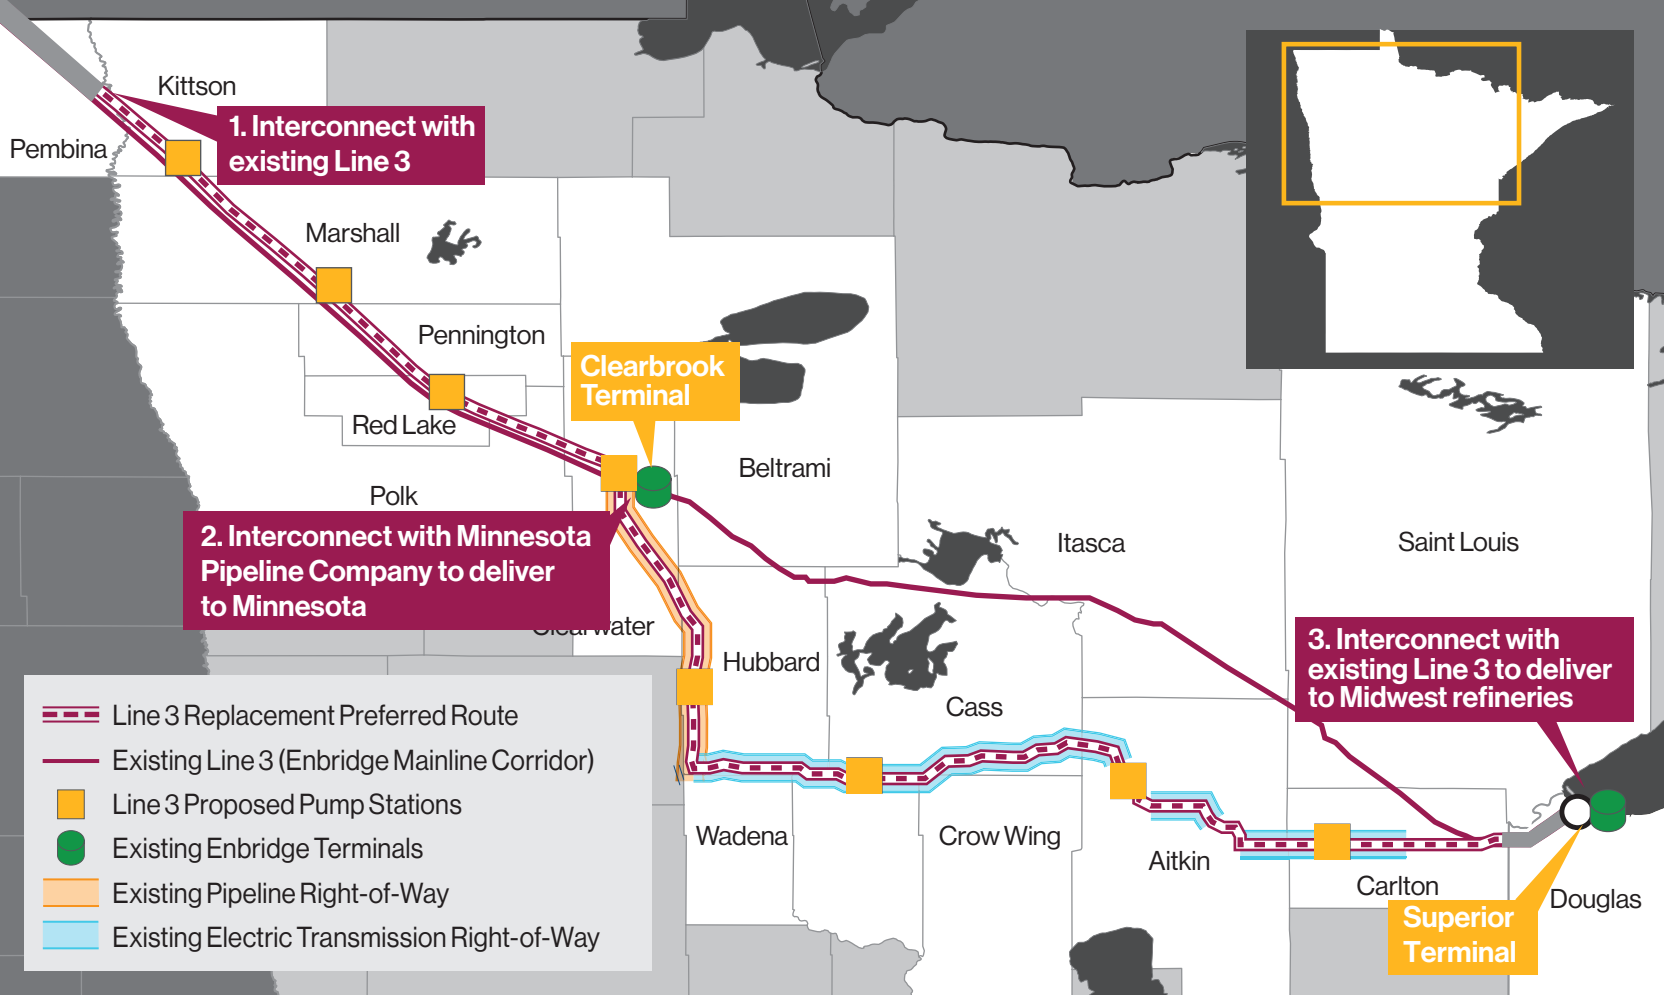 Kittson
1. Interconnect with
existing Line 3
Pembina
Marshall
Pennington
Clearbrook
Terminal
Red Lake
Beltrami
Polk
2. Interconnect with Minnesota
Pipeline Company to deliver
to Minnesota
Itasca
Saint Louis
Clearwater
Hubbard
3. Interconnect with
existing Line 3 to deliver
to Midwest refineries
Cass
Line 3 Replacement Preferred Route
Existing Line 3 (Enbridge Mainline Corridor)
Line 3 Proposed Pump Stations
Existing Enbridge Terminals
Existing Pipeline Right-of-Way
Existing Electric Transmission Right-of-Way
Wadena
Crow Wing
Aitkin
Carlton
Douglas
Superior
Terminal